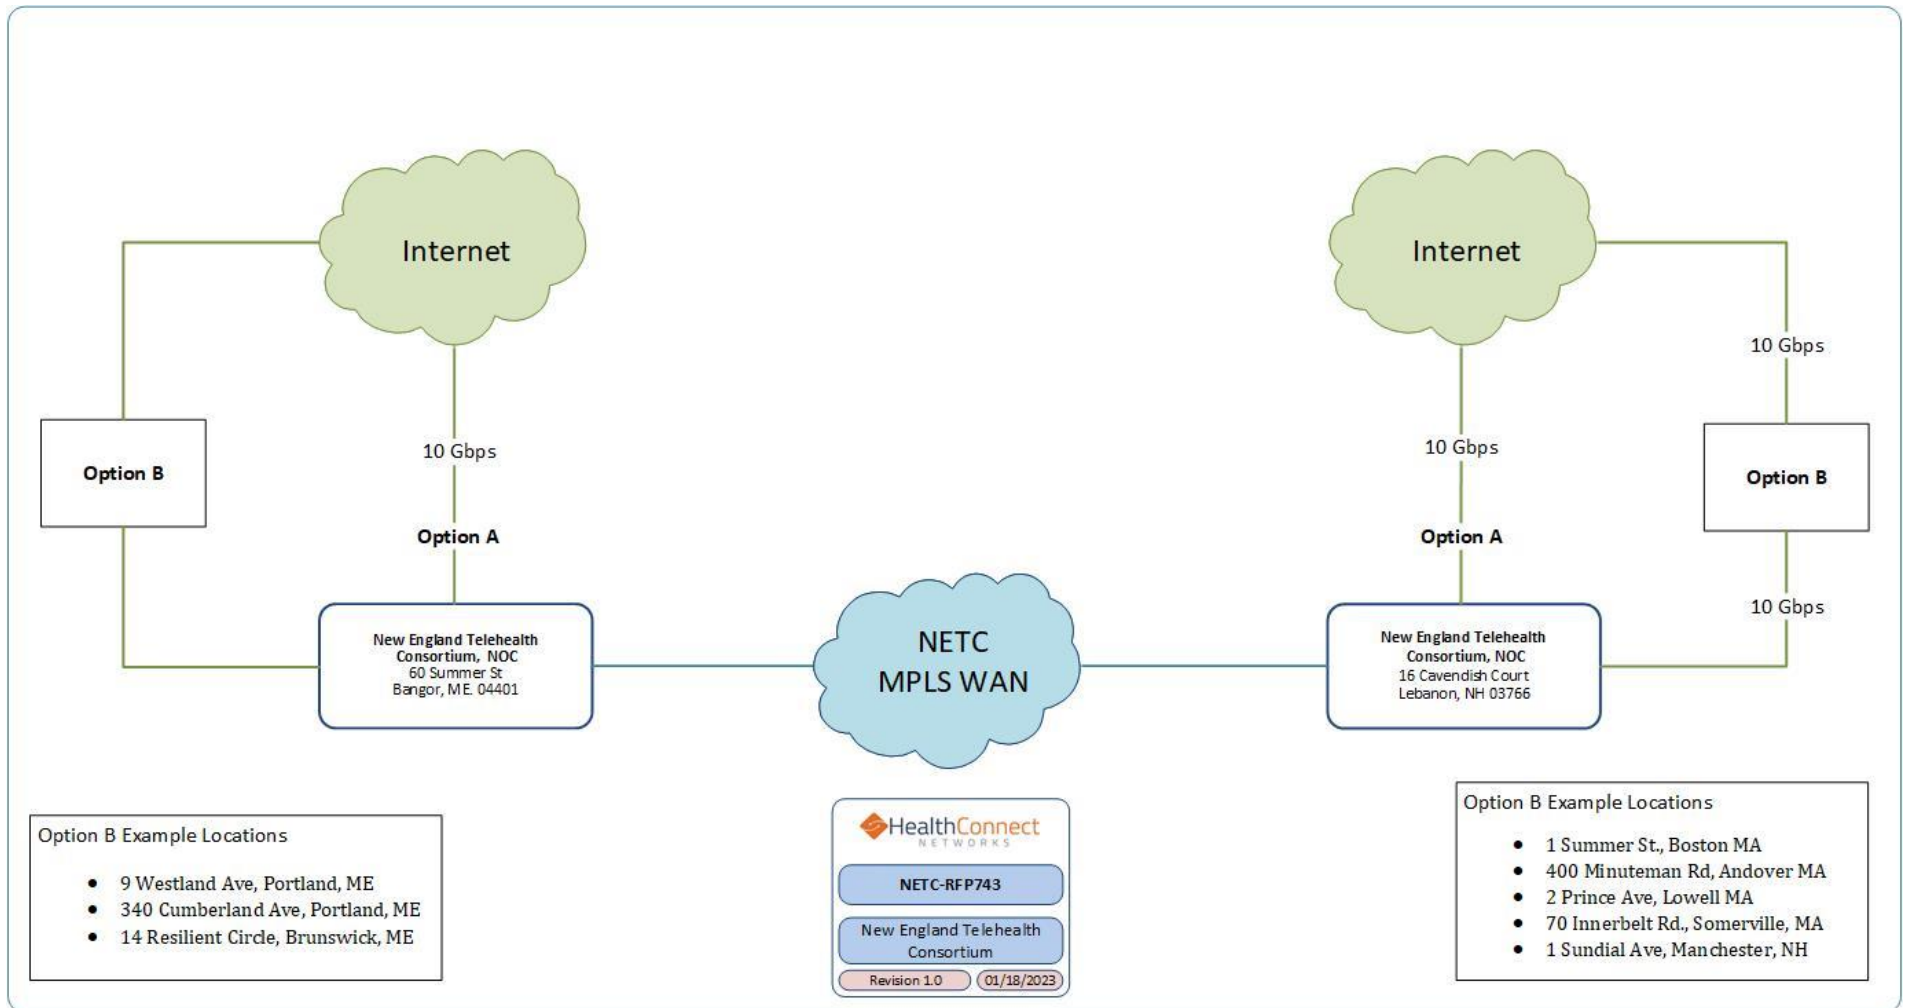 Internet
Internet
10 Gbps
10 Gbps
10 Gbps
Option B
Option B
Option A
Option A
10 Gbps
New England Telehealth
Consortium, NOC
60 Summer St
Bangor, ME. 04401
NETC
MPLS WAN
New England Telehealth
Consortium, NOC
16 Cavendish Court
Lebanon, NH 03766
Option B Example Locations
• 9 Westland Ave, Portland, ME
• 340 Cumberland Ave, Portland, ME
• 14 Resilient Circle, Brunswick, ME
HealthConnect
NETWORKS
NETC-RFP743
New England Telehealth
Consortium
Revision 1.0
01/18/2023
Option B Example Locations
• 1 Summer St., Boston MA
• 400 Minuteman Rd, Andover MA
• 2 Prince Ave, Lowell MA
• 70 Innerbelt Rd., Somerville, MA
• 1 Sundial Ave, Manchester, NH